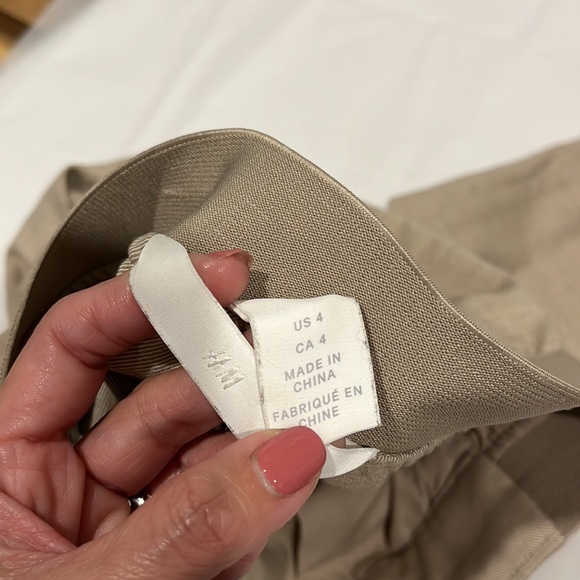 H&M
US 4
CA 4
MADE IN
CHINA
FABRIQUÉ EN
CHINE